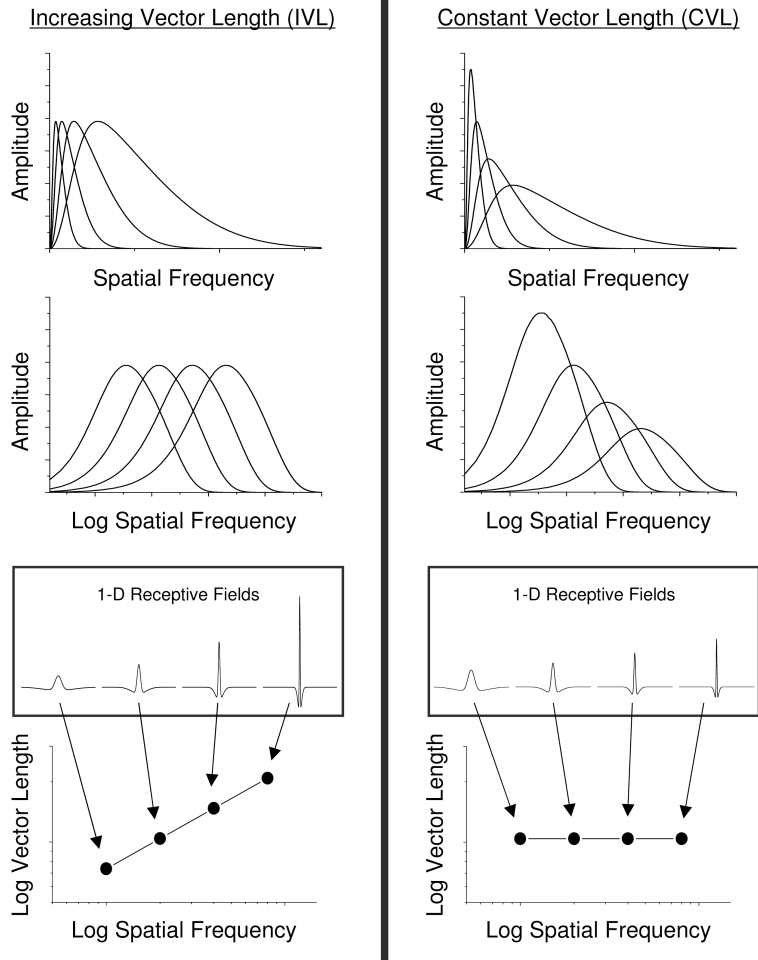 Increasing Vector Length (IVL)
Amplitude
Spatial Frequency
Amplitude
Log Spatial Frequency
1-D Receptive Fields
Log Vector Length
Log Spatial Frequency
Constant Vector Length (CVL)
Amplitude
Spatial Frequency
Amplitude
Log Spatial Frequency
1-D Receptive Fields
Log Vector Length
Log Spatial Frequency